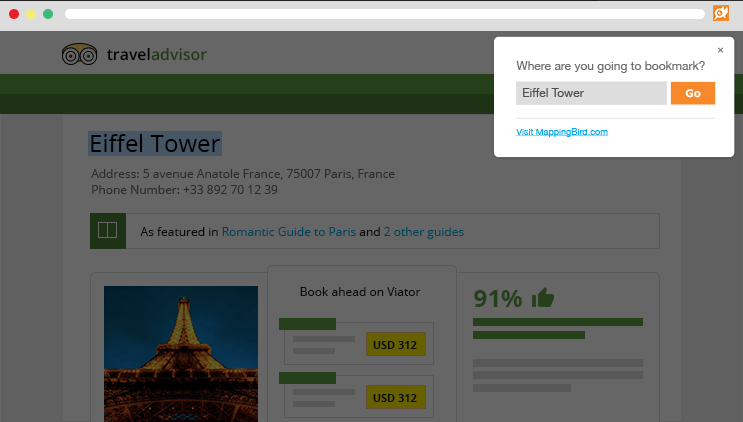 traveladvisor
×
Where are you going to bookmark?
Eiffel Tower
Go
Visit MappingBird.com
Eiffel Tower
Address: 5 avenue Anatole France, 75007 Paris, France
Phone Number: +33 892 70 12 39
As featured in Romantic Guide to Paris and 2 other guides
Book ahead on Viator
USD 312
USD 312
91%